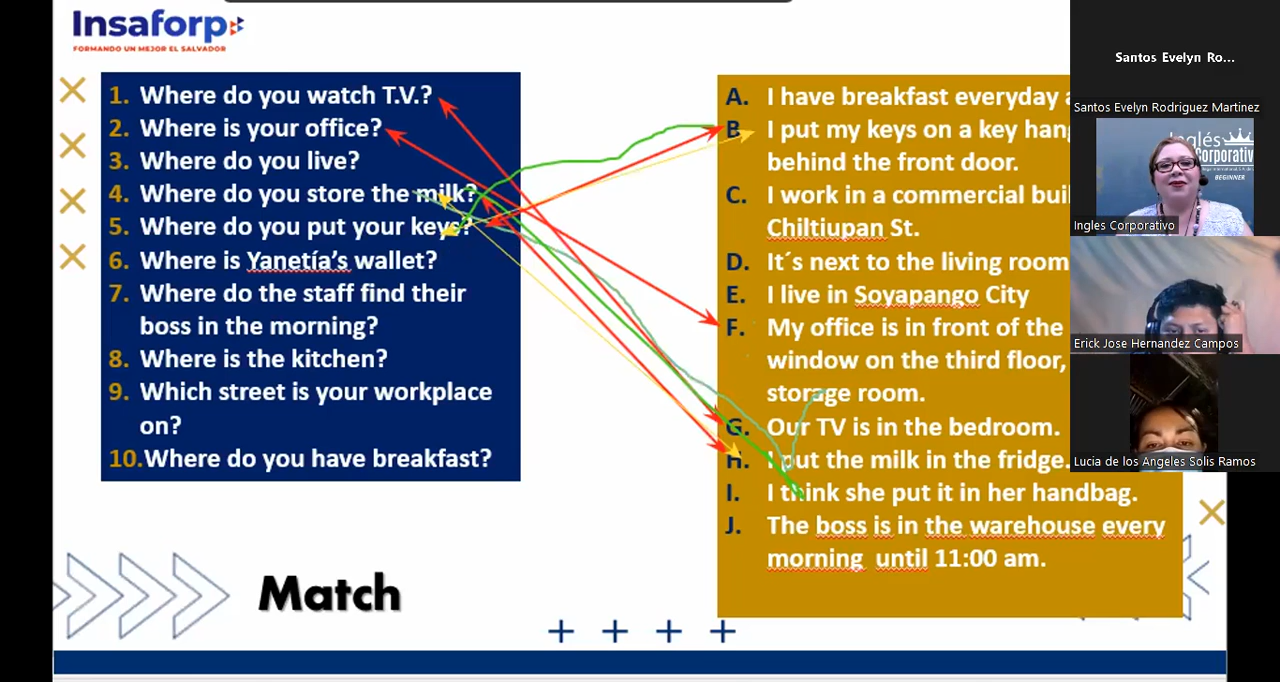 Insaforp
FORMANDO UN MEJOR EL SALVADOR
1. Where do you watch T.V.?
2. Where is your office?
3. Where do you live?
4. Where do you store the milk?
5. Where do you put your keys?
6. Where is Yanetía's wallet?
7. Where do the staff find their
boss in the morning?
8. Where is the kitchen?
9. Which street is your workplace
on?
10. Where do you have breakfast?
A. I have breakfast everyday
B. I put my keys on a key
behind the front door.
C. I work in a commercial
Chiltiupan St.
D. It´s next to the living room
E. I live in Soyapango City
F. My office is in front of the
window on the third floor,
storage room.
G. Our TV is in the bedroom.
H. I put the milk in the fridge.
I. I think she put it in her handbag.
J. The boss is in the warehouse every
morning until 11:00 am.
Match
Santos Evelyn Ro...
Santos Evelyn Rodriguez Martinez
Inglés
Corporativ
BEGINNER
Ingles Corporativo
Erick Jose Hernandez Campos
Lucia de los Angeles Solis Ramos